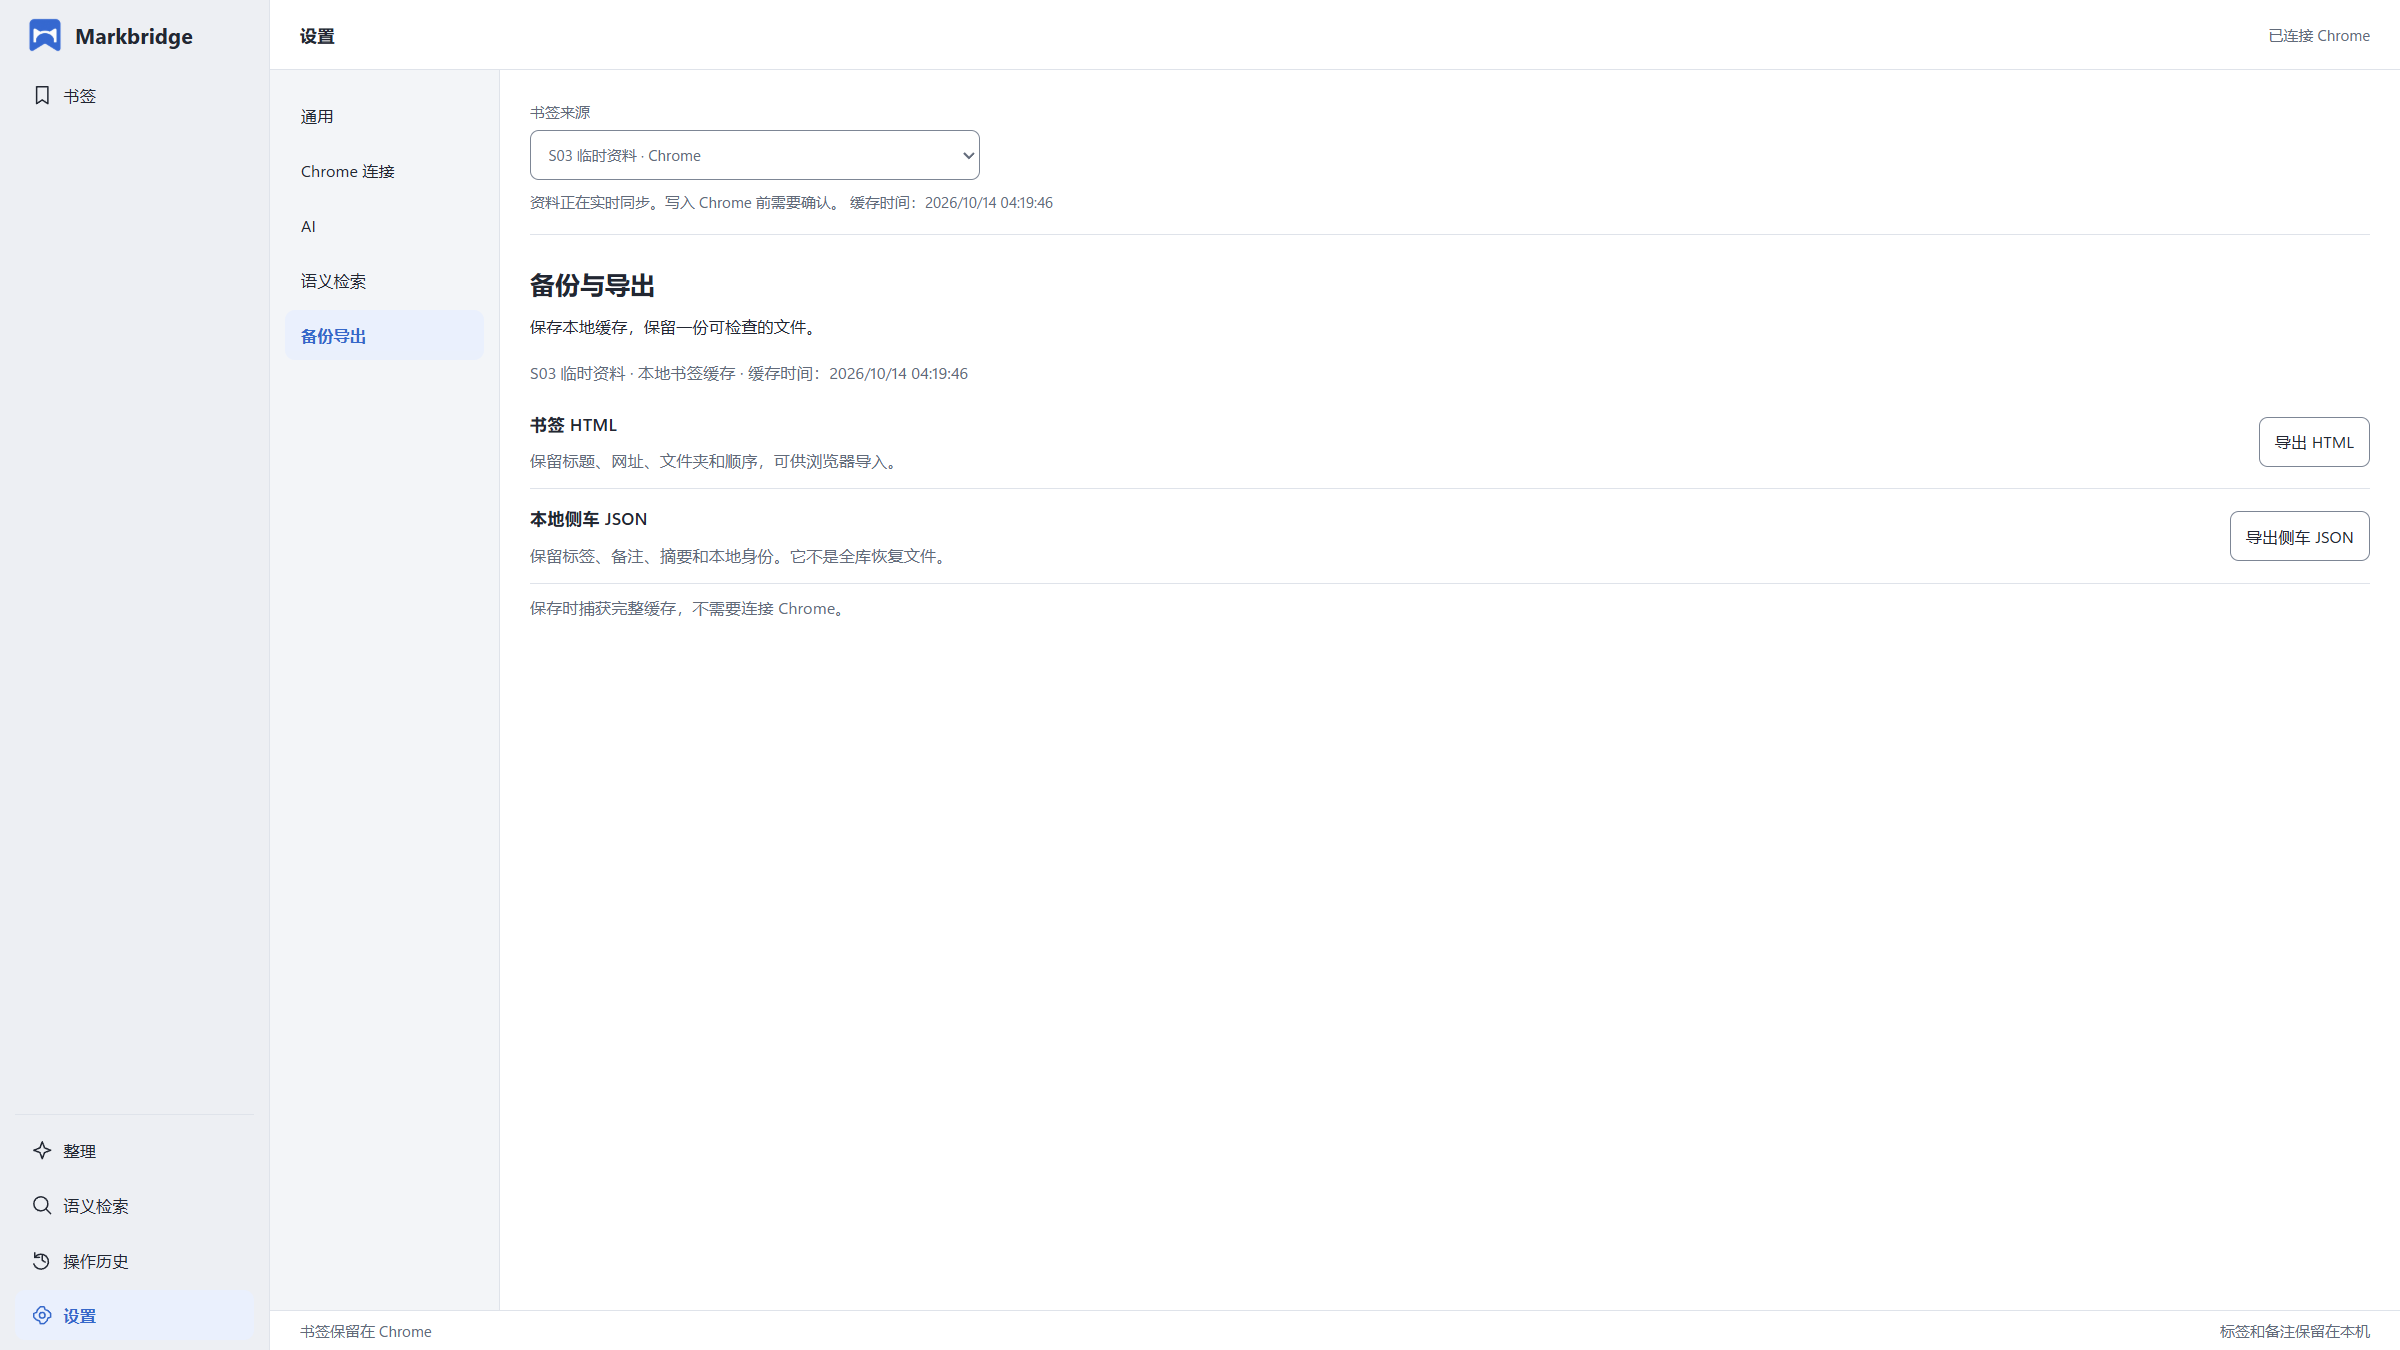 Markbridge
书签
整理
语义检索
操作历史
设置
设置
已连接 Chrome
通用
Chrome 连接
AI
语义检索
备份导出
书签来源
S03 临时资料 · Chrome
资料正在实时同步。写入 Chrome 前需要确认。 缓存时间：2026/10/14 04:19:46
备份与导出
保存本地缓存，保留一份可检查的文件。
S03 临时资料 · 本地书签缓存 · 缓存时间：2026/10/14 04:19:46
书签 HTML
保留标题、网址、文件夹和顺序，可供浏览器导入。
导出 HTML
本地侧车 JSON
保留标签、备注、摘要和本地身份。它不是全库恢复文件。
导出侧车 JSON
保存时捕获完整缓存，不需要连接 Chrome。
书签保留在 Chrome
标签和备注保留在本机